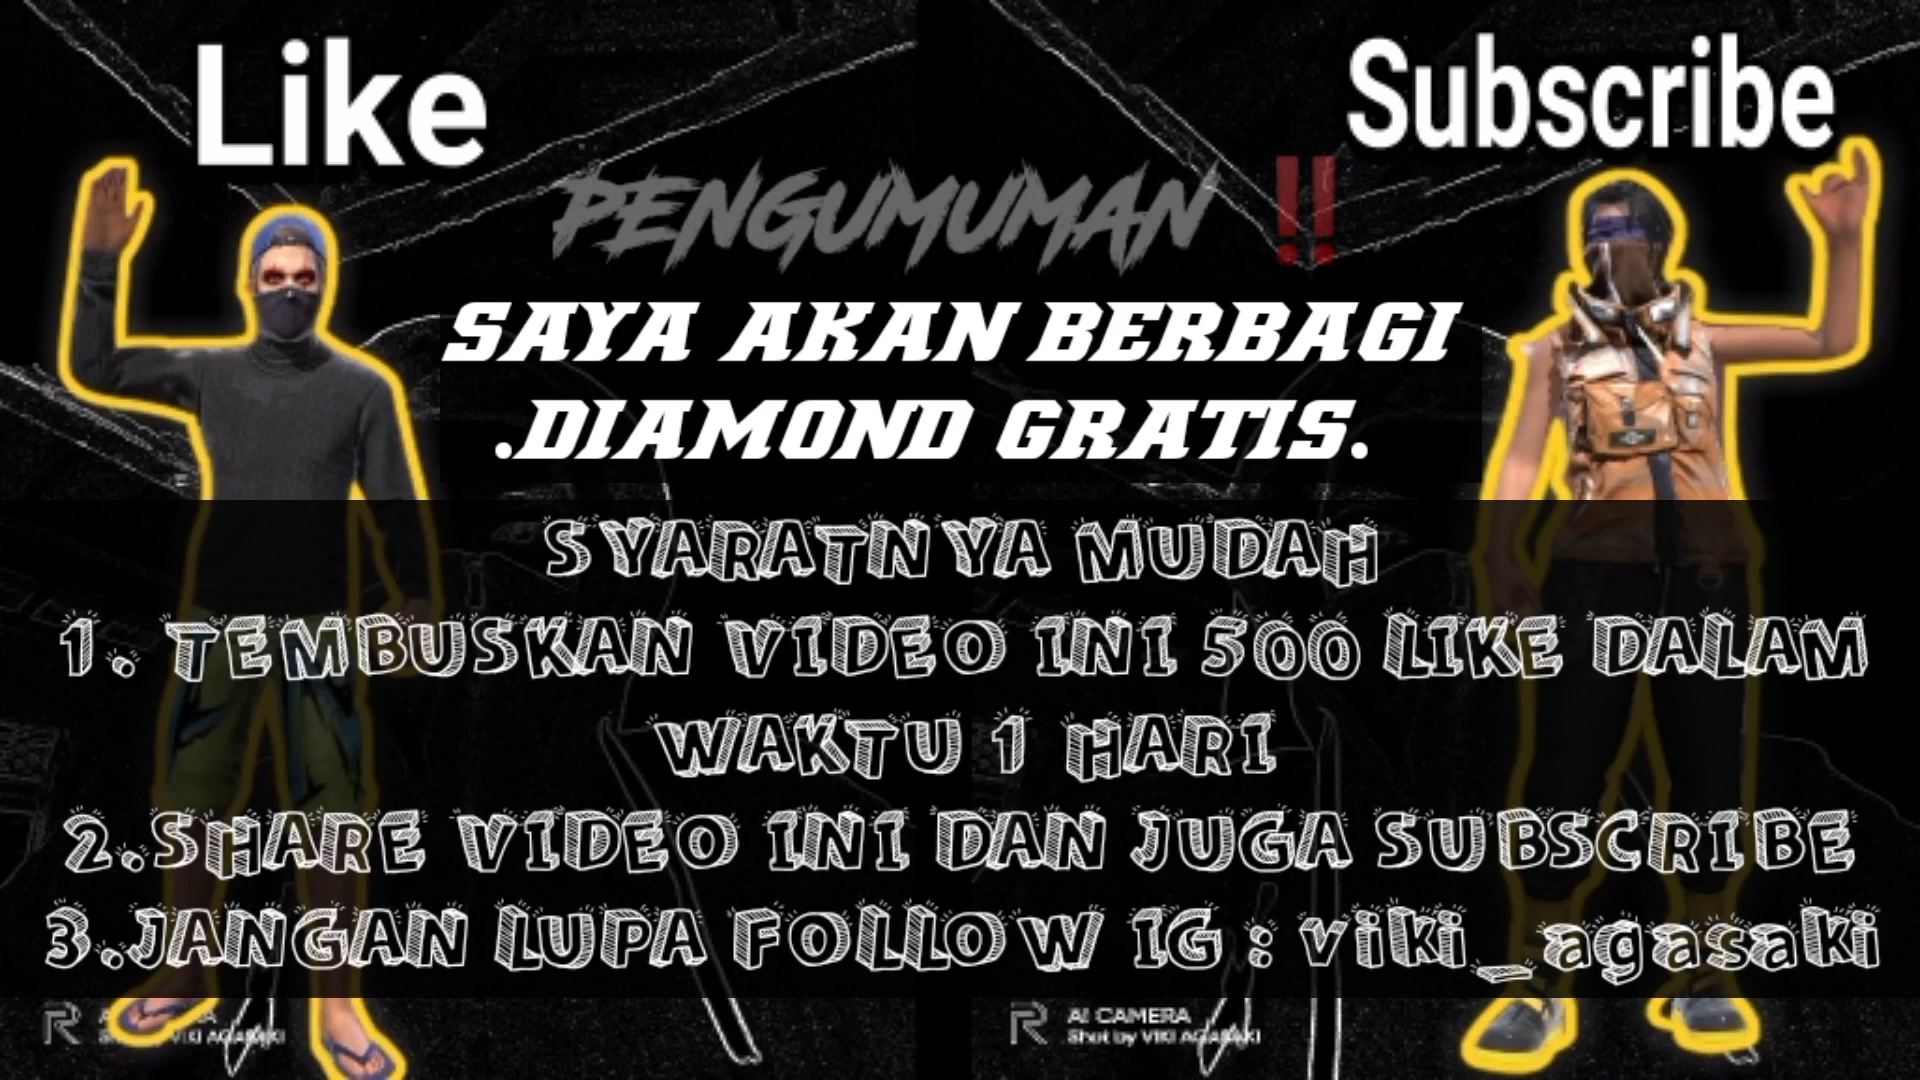 Like
Subscribe
PENGUMUMAN ‼
SAYA AKAN BERBAGI
.DIAMOND GRATIS.
SYARATNYA MUDAH
1. TEMBUSKAN VIDEO INI 500 LIKE DALAM
WAKTU 1 HARI
2.SHARE VIDEO INI DAN JUGA SUBSCRIBE
3.JANGAN LUPA FOLLOW IG : viki_agasaki
R AI CAMERA
Shot by VIKI AGASAKI